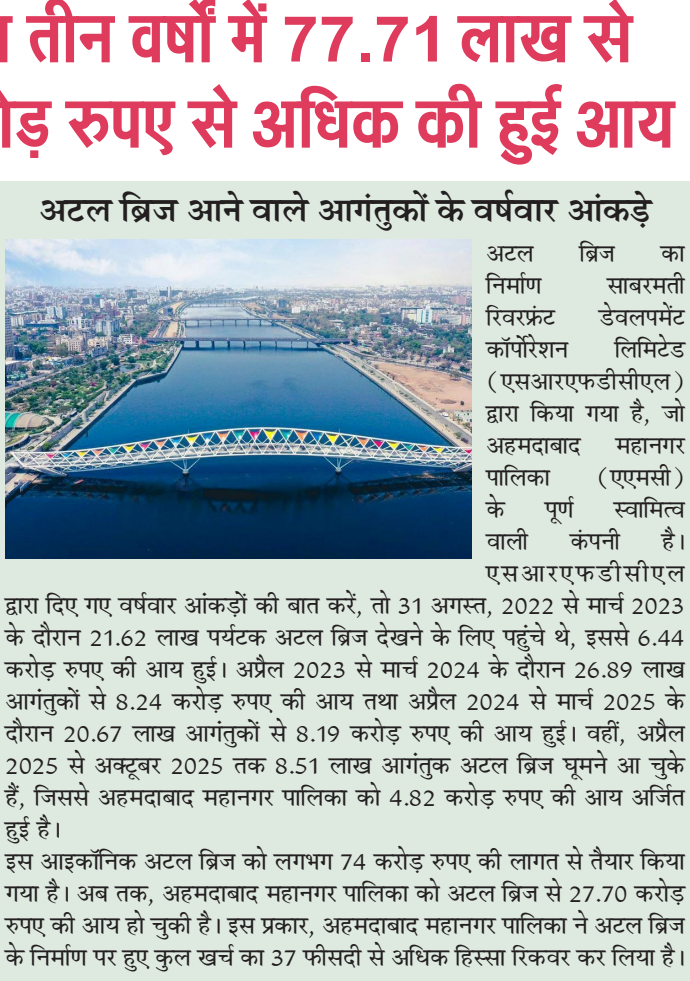 तीन वर्षों में 77.71 लाख से
रुपए से अधिक की हुई आय
अटल ब्रिज आने वाले आगंतुकों के वर्षवार आंकड़े
अटल ब्रिज का
निर्माण साबरमती
रिवरफ्रंट डेवलपमेंट
कॉर्पोरेशन लिमिटेड
(एसआरएफडीसीएल)
द्वारा किया गया है, जो
अहमदाबाद महानगर
पालिका (एएमसी)
के पूर्ण स्वामित्व
वाली कंपनी है।
एसआरएफडीसीएल
द्वारा दिए गए वर्षवार आंकड़ों की बात करें, तो 31 अगस्त, 2022 से मार्च 2023
के दौरान 21.62 लाख पर्यटक अटल ब्रिज देखने के लिए पहुंचे थे, इससे 6.44
करोड़ रुपए की आय हुई। अप्रैल 2023 से मार्च 2024 के दौरान 26.89 लाख
आगंतुकों से 8.24 करोड़ रुपए की आय तथा अप्रैल 2024 से मार्च 2025 के
दौरान 20.67 लाख आगंतुकों से 8.19 करोड़ रुपए की आय हुई। वहीं, अप्रैल
2025 से अक्टूबर 2025 तक 8.51 लाख आगंतुक अटल ब्रिज घूमने आ चुके
हैं, जिससे अहमदाबाद महानगर पालिका को 4.82 करोड़ रुपए की आय अर्जित
हुई है।
इस आइकॉनिक अटल ब्रिज को लगभग 74 करोड़ रुपए की लागत से तैयार किया
गया है। अब तक, अहमदाबाद महानगर पालिका को अटल ब्रिज से 27.70 करोड़
रुपए की आय हो चुकी है। इस प्रकार, अहमदाबाद महानगर पालिका ने अटल ब्रिज
के निर्माण पर हुए कुल खर्च का 37 फीसदी से अधिक हिस्सा रिकवर कर लिया है।